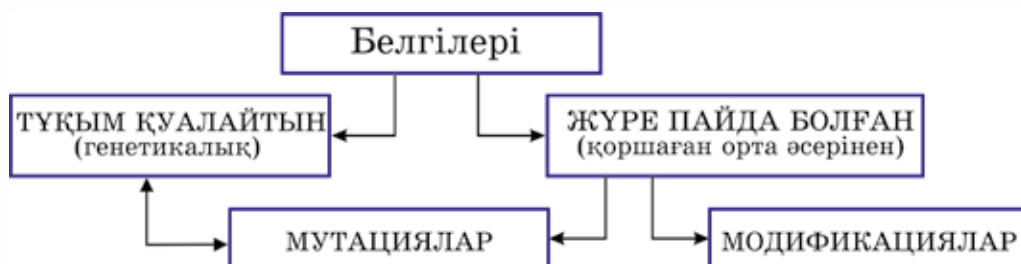 Белгілері
ТҰҚЫМ ҚУАЛАЙТЫН
(генетикалық)
ЖҮРЕ ПАЙДА БОЛҒАН
(қоршаған орта әсерінен)
МУТАЦИЯЛАР
МОДИФИКАЦИЯЛАР